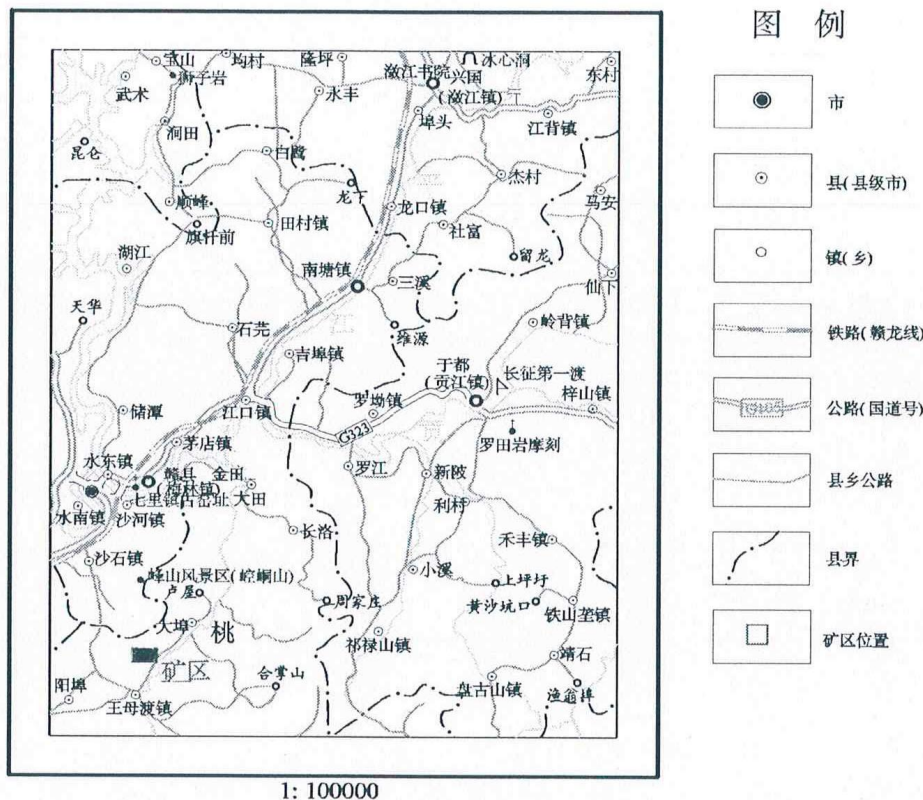 图 例
市
县(县级市)
镇(乡)
铁路(赣龙线)
公路(国道号)
县乡公路
县界
矿区位置
宝山
均村
隆坪
潋江书院
兴国
(潋江镇)
冰心洞
东村
武术
狮子岩
永丰
埠头
江背镇
涧田
昆仑
白鹭
杰村
龙下
马安
顺峰
旗杆前
田村镇
龙口镇
社富
留龙
湖江
南塘镇
三溪
仙下
天华
石芫
维源
岭背镇
吉埠镇
江
于都
(贡江镇)
长征第一渡
梓山镇
储潭
江口镇
罗坳镇
G323
贡
罗田岩摩刻
茅店镇
水东镇
赣县
(梅林镇)
金田
罗江
新陂
七里镇古窑址
大田
水南镇
沙河镇
利村
长洛
禾丰镇
沙石镇
小溪
峰山风景区(崆峒山)
上坪圩
卢屋
周家庄
黄沙坑口
铁山垄镇
大埠
桃
祁禄山镇
矿区
靖石
合掌山
阳埠
盘古山镇
王母渡镇
1: 100000